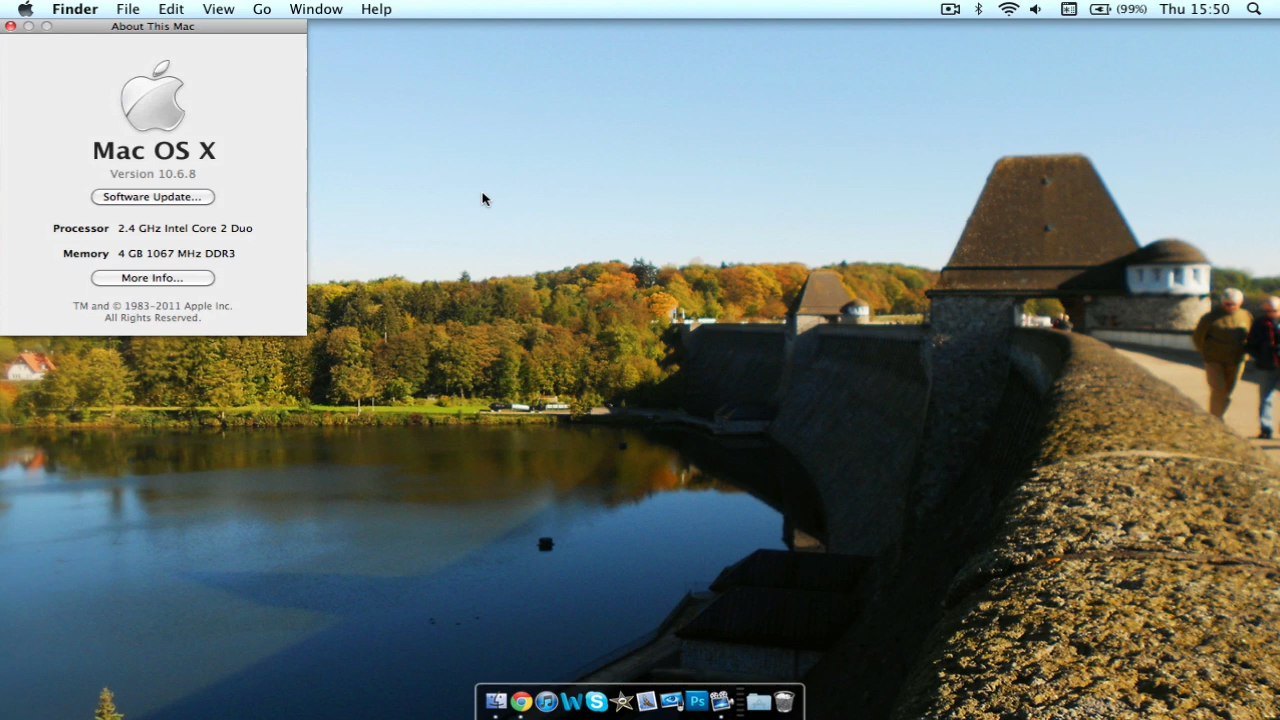 Finder File Edit View Go Window Help (99%) Thu 15:50
About This Mac
Mac OS X
Version 10.6.8
Software Update...
Processor 2.4 GHz Intel Core 2 Duo
Memory 4 GB 1067 MHz DDR3
More Info...
TM and © 1983-2011 Apple Inc.
All Rights Reserved.
W S Ps